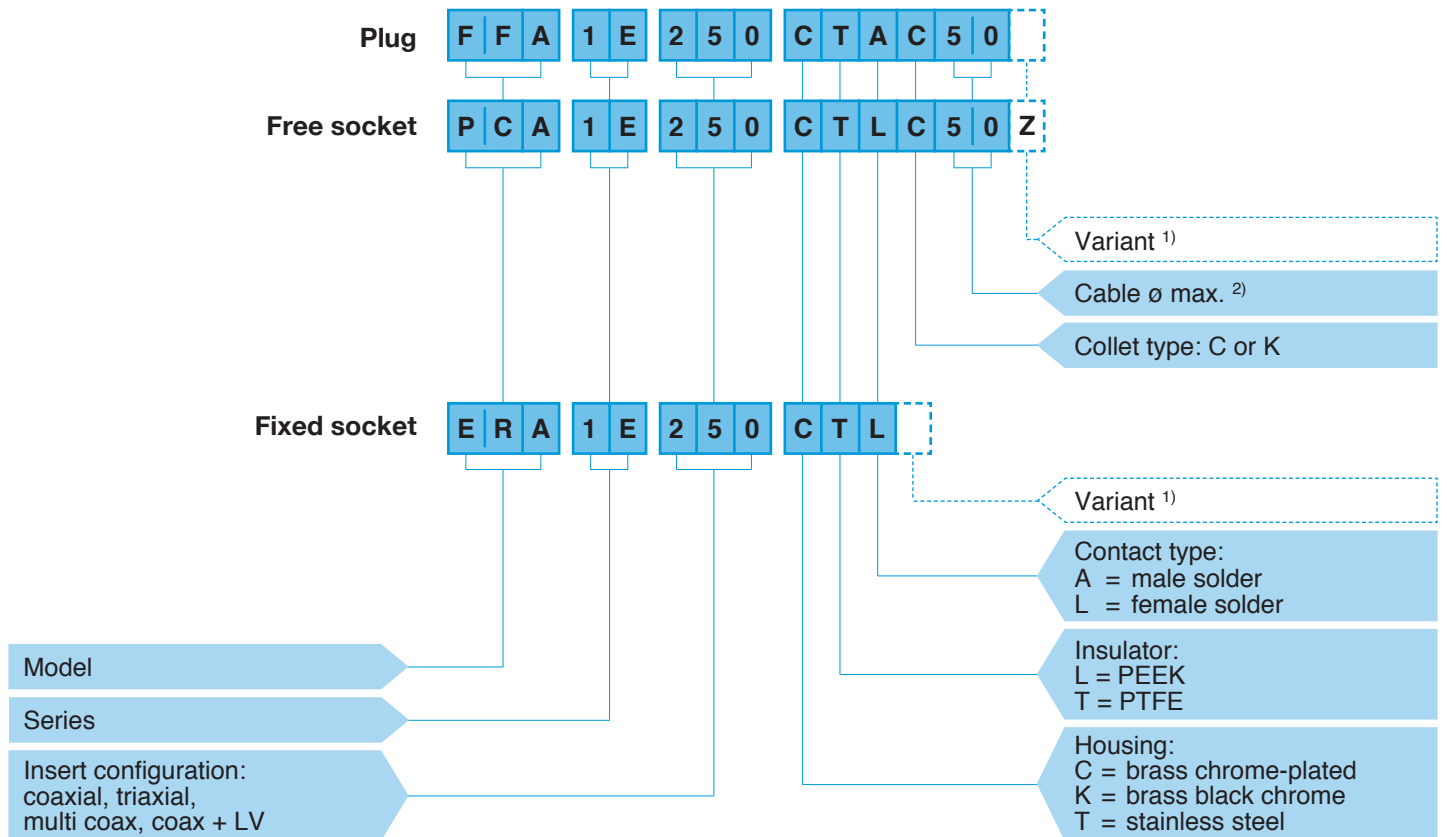 Plug F F A 1 E 2 5 0 C T A C 5 0
Free socket P C A 1 E 2 5 0 C T L C 5 0 Z
Variant 1)
Cable ø max. 2)
Collet type: C or K
Fixed socket E R A 1 E 2 5 0 C T L
Variant 1)
Contact type:
A = male solder
L = female solder
Model
Insulator:
L = PEEK
T = PTFE
Series
Insert configuration:
coaxial, triaxial,
multi coax, coax + LV
Housing:
C = brass chrome-plated
K = brass black chrome
T = stainless steel